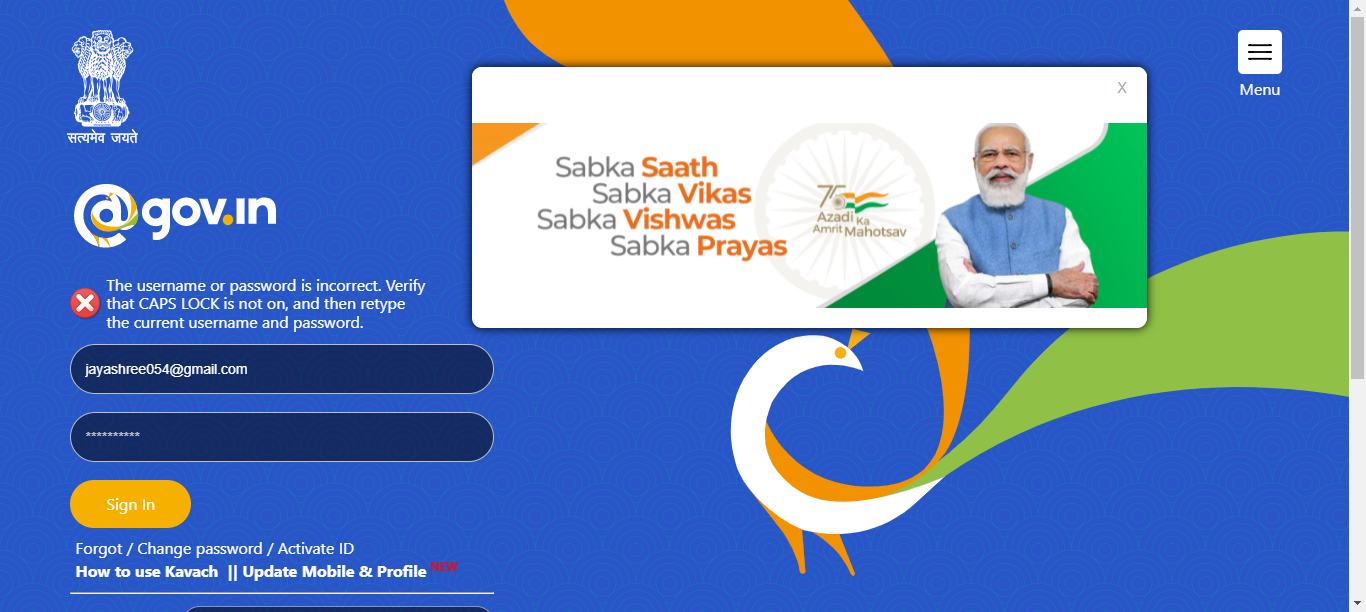 सत्यमेव जयते
Menu
X
Sabka Saath
Sabka Vikas
Sabka Vishwas
Sabka Prayas
75
Azadi Ka
Amrit Mahotsav
@gov.in
The username or password is incorrect. Verify
that CAPS LOCK is not on, and then retype
the current username and password.
jayashree054@gmail.com
**********
Sign In
Forgot / Change password / Activate ID
How to use Kavach || Update Mobile & Profile NEW